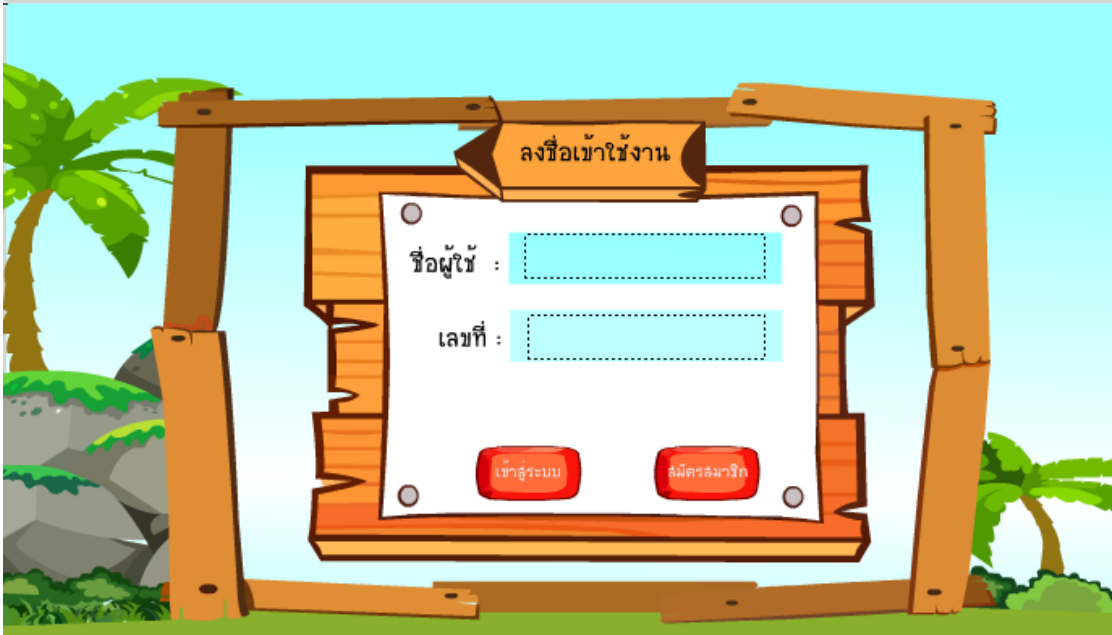 ลงชื่อเข้าใช้งาน
ชื่อผู้ใช้ :
เลขที่ :
เข้าสู่ระบบ สมัครสมาชิก